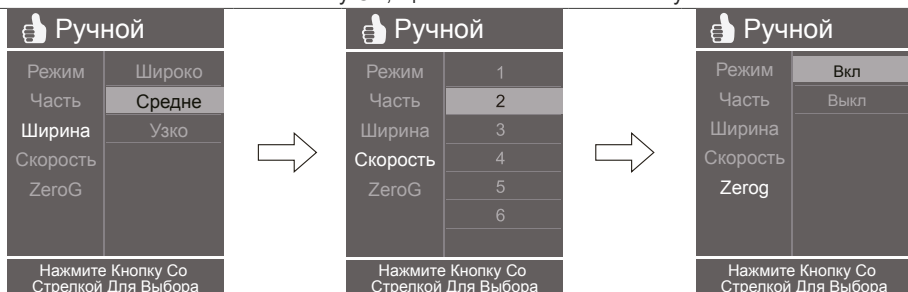 Ручной
Режим
Часть
Ширина
Скорость
ZeroG
Широко
Средне
Узко
Нажмите Кнопку Со
Стрелкой Для Выбора
Ручной
Режим
Часть
Ширина
Скорость
ZeroG
1
2
3
4
5
6
Нажмите Кнопку Со
Стрелкой Для Выбора
Ручной
Режим
Часть
Ширина
Скорость
Zerog
Вкл
Выкл
Нажмите Кнопку Со
Стрелкой Для Выбора